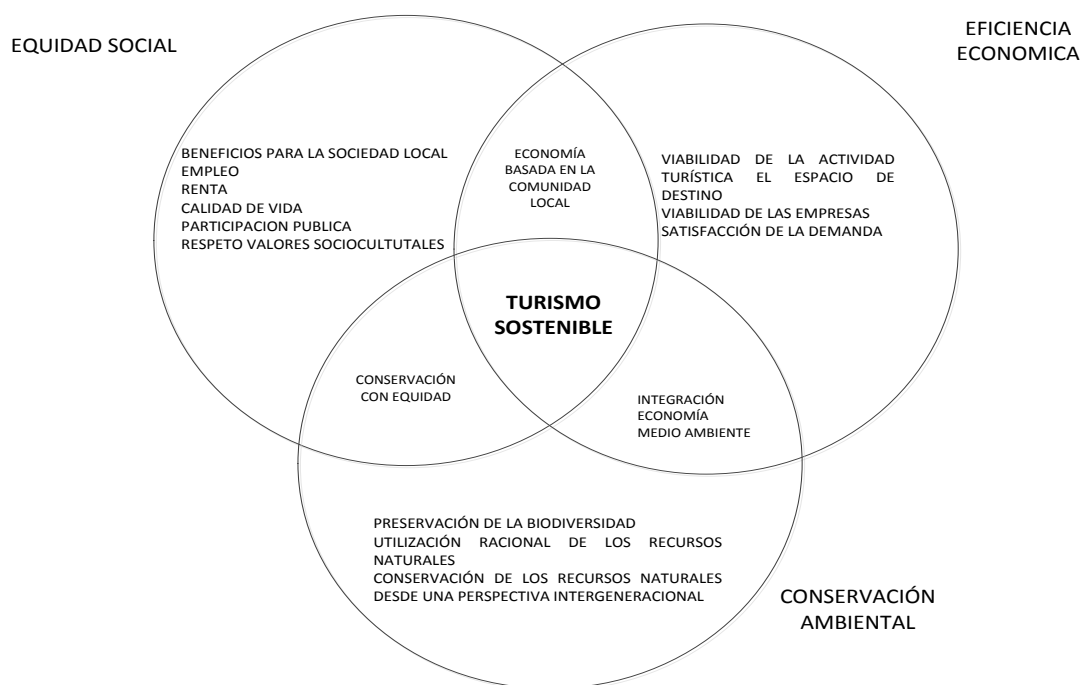 EQUIDAD SOCIAL
EFICIENCIA
ECONOMICA
BENEFICIOS PARA LA SOCIEDAD LOCAL
EMPLEO
RENTA
CALIDAD DE VIDA
PARTICIPACION PUBLICA
RESPETO VALORES SOCIOCULTUTALES
ECONOMÍA
BASADA EN LA
COMUNIDAD
LOCAL
VIABILIDAD DE LA ACTIVIDAD
TURÍSTICA EL ESPACIO DE
DESTINO
VIABILIDAD DE LAS EMPRESAS
SATISFACCIÓN DE LA DEMANDA
TURISMO
SOSTENIBLE
CONSERVACIÓN
CON EQUIDAD
INTEGRACIÓN
ECONOMÍA
MEDIO AMBIENTE
PRESERVACIÓN DE LA BIODIVERSIDAD
UTILIZACIÓN RACIONAL DE LOS RECURSOS
NATURALES
CONSERVACIÓN DE LOS RECURSOS NATURALES
DESDE UNA PERSPECTIVA INTERGENERACIONAL
CONSERVACIÓN
AMBIENTAL